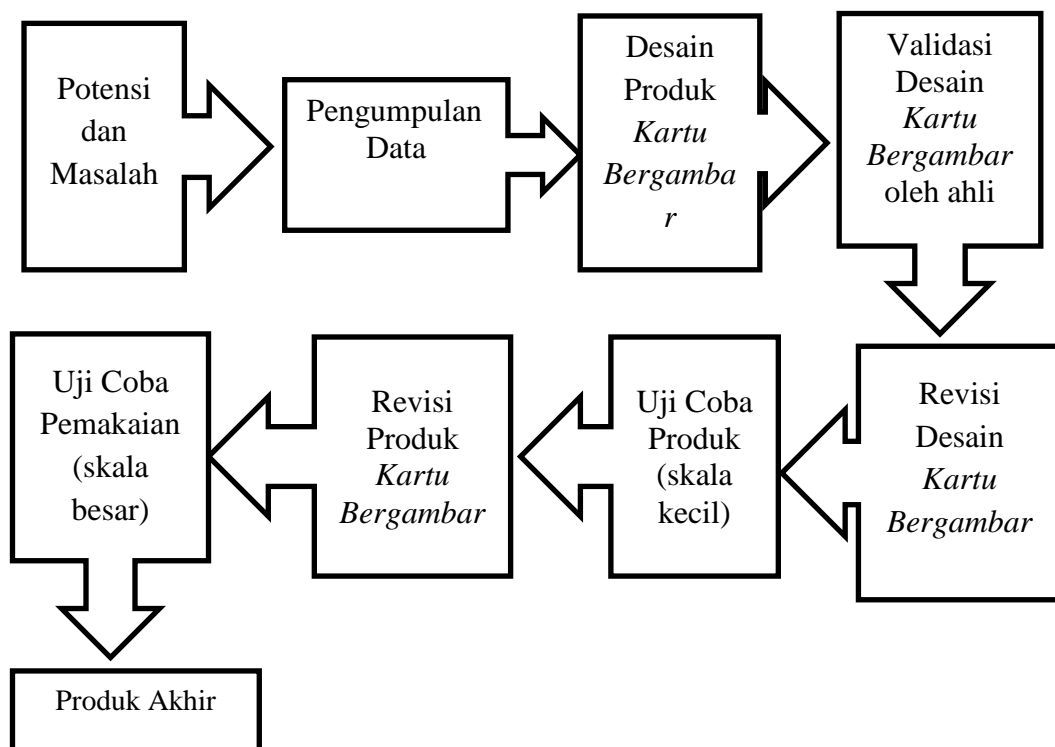 Potensi
dan
Masalah
Pengumpulan
Data
Desain
Produk
Kartu
Bergamba
r
Validasi
Desain
Kartu
Bergambar
oleh ahli
Revisi
Desain
Kartu
Bergambar
Uji Coba
Produk
(skala
kecil)
Revisi
Produk
Kartu
Bergambar
Uji Coba
Pemakaian
(skala
besar)
Produk Akhir